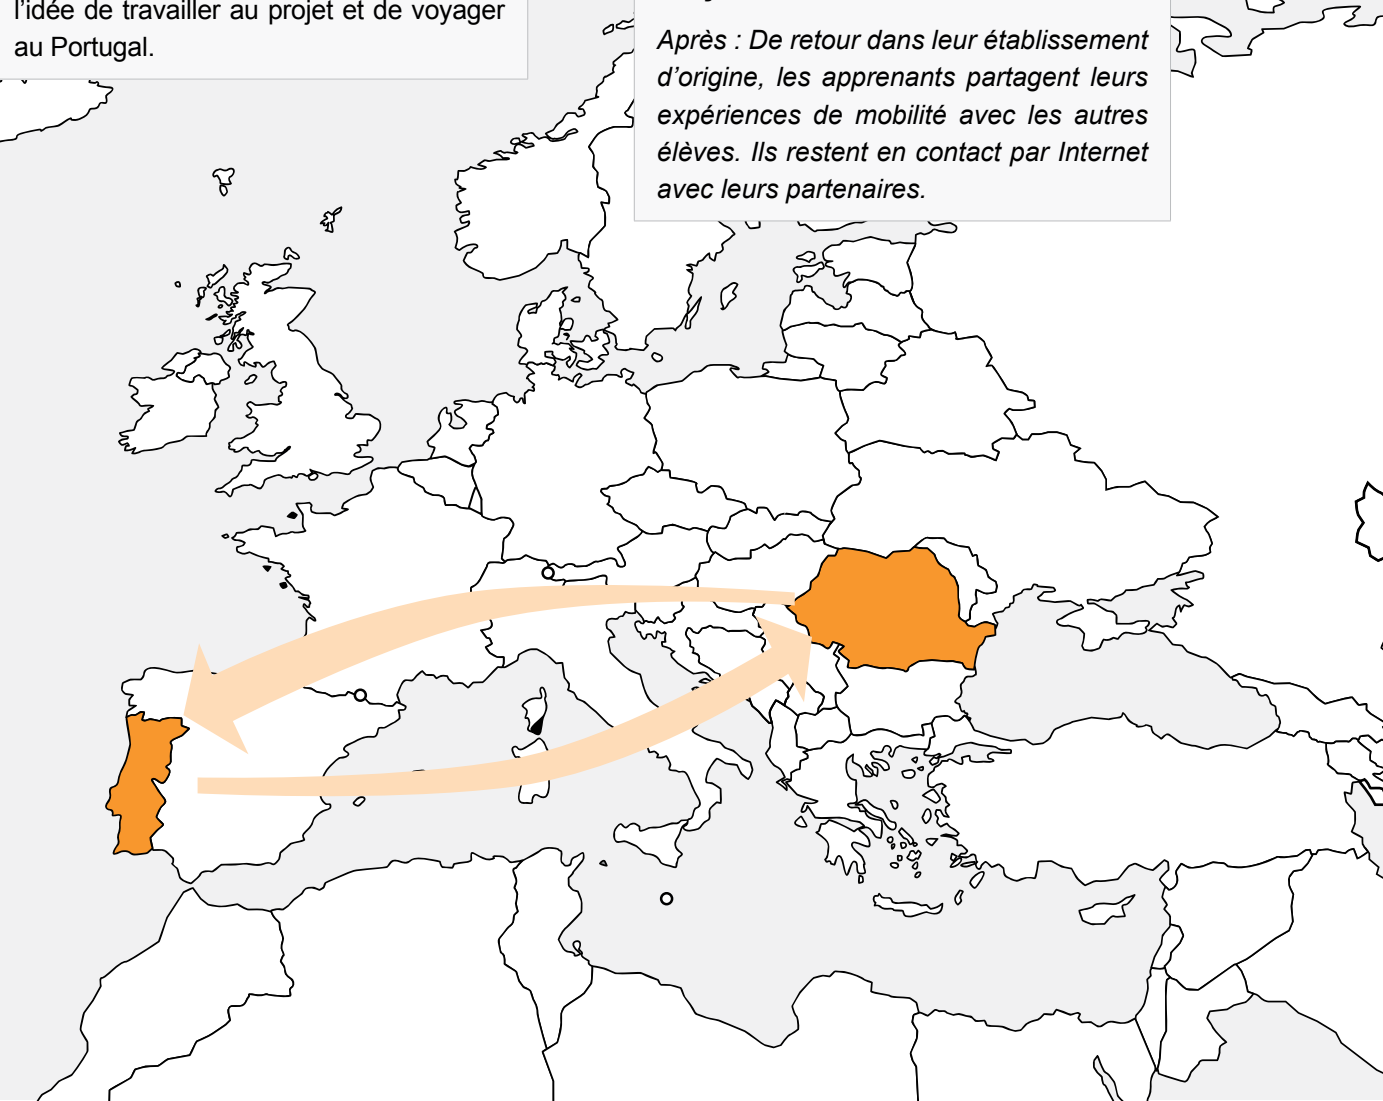 l’idée de travailler au projet et de voyager
au Portugal.
Après : De retour dans leur établissement
d’origine, les apprenants partagent leurs
expériences de mobilité avec les autres
élèves. Ils restent en contact par Internet
avec leurs partenaires.